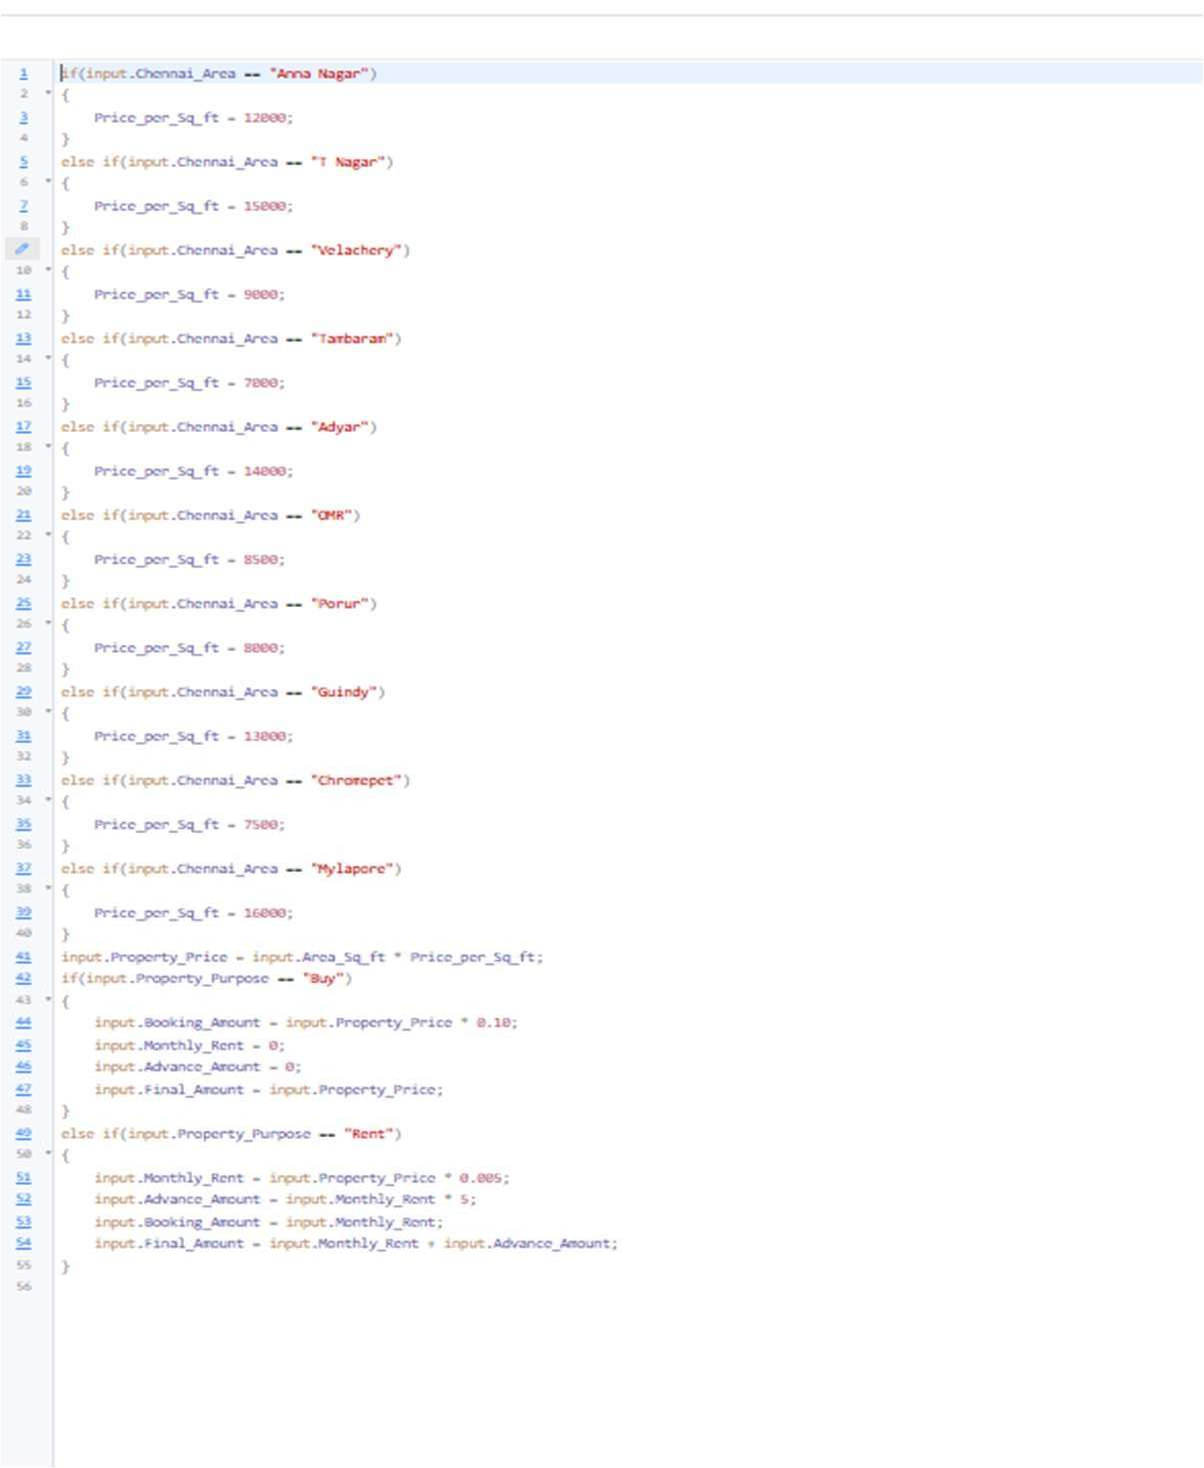 1 if(input.Chennai_Area == "Anna Nagar")
2 {
3 Price_per_Sq_ft = 12000;
4 }
5 else if(input.Chennai_Area == "T Nagar")
6 {
7 Price_per_Sq_ft = 15000;
8 }
else if(input.Chennai_Area == "Velachery")
10 {
11 Price_per_Sq_ft = 9000;
12 }
13 else if(input.Chennai_Area == "Tambaram")
14 {
15 Price_per_Sq_ft = 7000;
16 }
17 else if(input.Chennai_Area == "Adyar")
18 {
19 Price_per_Sq_ft = 14000;
20 }
21 else if(input.Chennai_Area == "OMR")
22 {
23 Price_per_Sq_ft = 8500;
24 }
25 else if(input.Chennai_Area == "Porur")
26 {
27 Price_per_Sq_ft = 8000;
28 }
29 else if(input.Chennai_Area == "Guindy")
30 {
31 Price_per_Sq_ft = 13000;
32 }
33 else if(input.Chennai_Area == "Chromepet")
34 {
35 Price_per_Sq_ft = 7500;
36 }
37 else if(input.Chennai_Area == "Mylapore")
38 {
39 Price_per_Sq_ft = 16000;
40 }
41 input.Property_Price = input.Area_Sq_ft * Price_per_Sq_ft;
42 if(input.Property_Purpose == "Buy")
43 {
44 input.Booking_Amount = input.Property_Price * 0.10;
45 input.Monthly_Rent = 0;
46 input.Advance_Amount = 0;
47 input.Final_Amount = input.Property_Price;
48 }
49 else if(input.Property_Purpose == "Rent")
50 {
51 input.Monthly_Rent = input.Property_Price * 0.005;
52 input.Advance_Amount = input.Monthly_Rent * 5;
53 input.Booking_Amount = input.Monthly_Rent;
54 input.Final_Amount = input.Monthly_Rent + input.Advance_Amount;
55 }
56